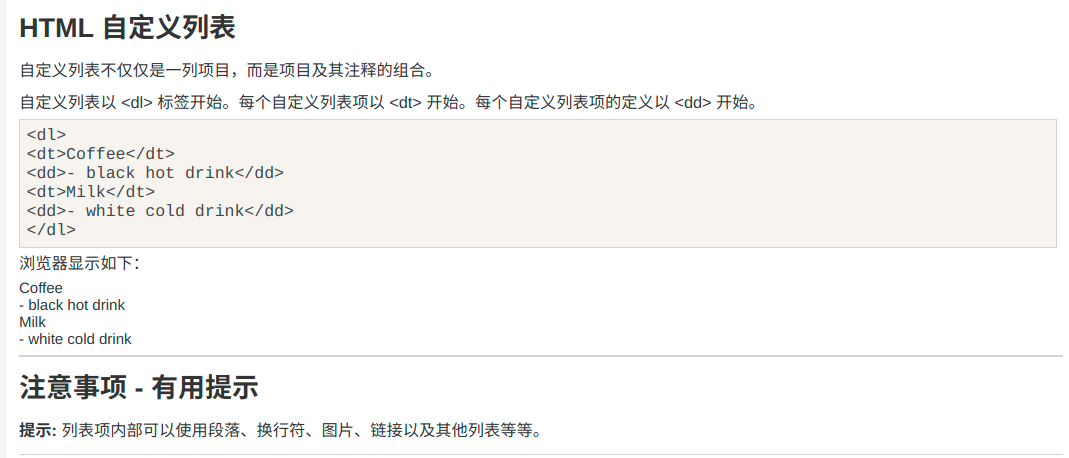 HTML 自定义列表
自定义列表不仅仅是一列项目，而是项目及其注释的组合。
自定义列表以 <dl> 标签开始。每个自定义列表项以 <dt> 开始。每个自定义列表项的定义以 <dd> 开始。
<dl>
<dt>Coffee</dt>
<dd>- black hot drink</dd>
<dt>Milk</dt>
<dd>- white cold drink</dd>
</dl>
浏览器显示如下：
Coffee
- black hot drink
Milk
- white cold drink
注意事项 - 有用提示
提示: 列表项内部可以使用段落、换行符、图片、链接以及其他列表等等。